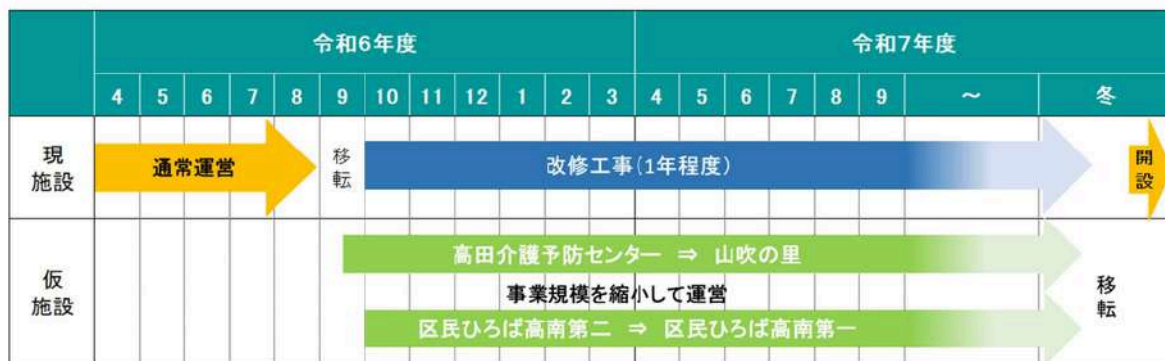 令和6年度 令和7年度
4 5 6 7 8 9 10 11 12 1 2 3 4 5 6 7 8 9 ～ 冬
現施設
通常運営
移転
改修工事(1年程度)
開設
仮施設
高田介護予防センター ⇒ 山吹の里
事業規模を縮小して運営
区民ひろば高南第二 ⇒ 区民ひろば高南第一
移転